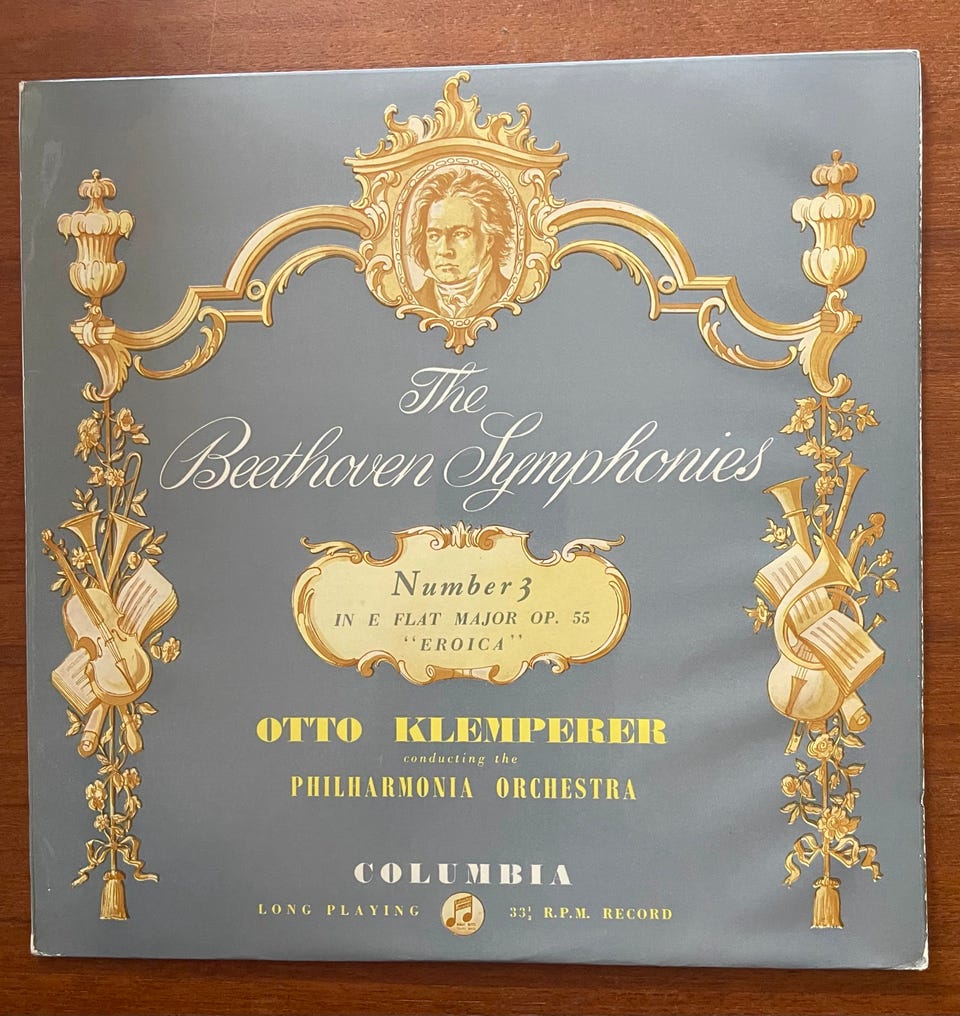 The
Beethoven Symphonies
Number 3
IN E FLAT MAJOR OP. 55
"EROICA"
OTTO KLEMPERER
conducting the
PHILHARMONIA ORCHESTRA
COLUMBIA
LONG PLAYING 33⅓ R.P.M. RECORD